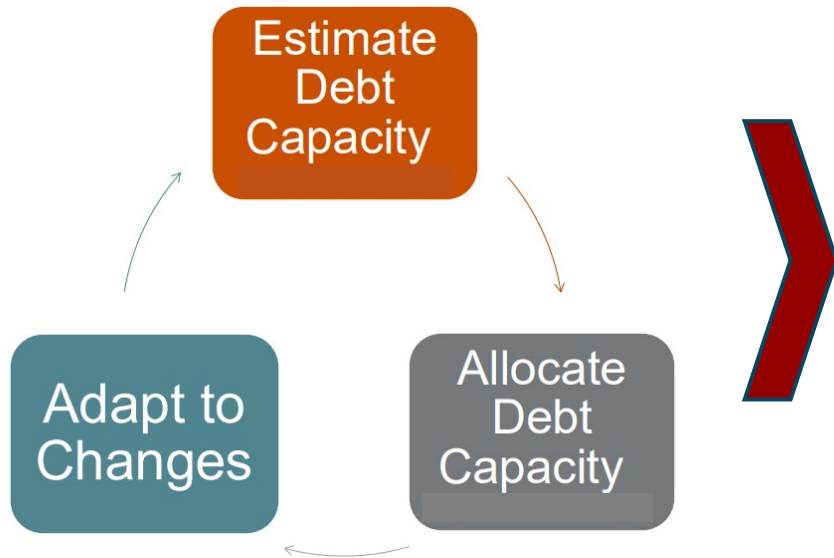 Estimate
Debt
Capacity
Allocate
Debt
Capacity
Adapt to
Changes